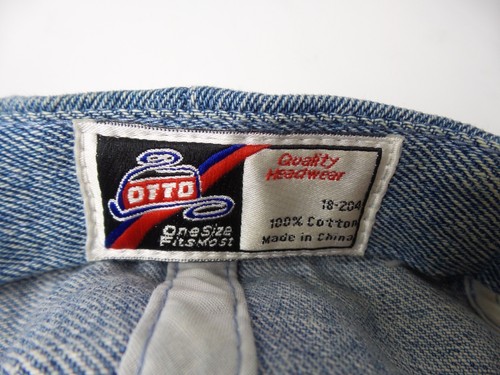 OTTO
One Size
Fits Most
Quality
Headwear
18-204
100% Cotton
Made in China